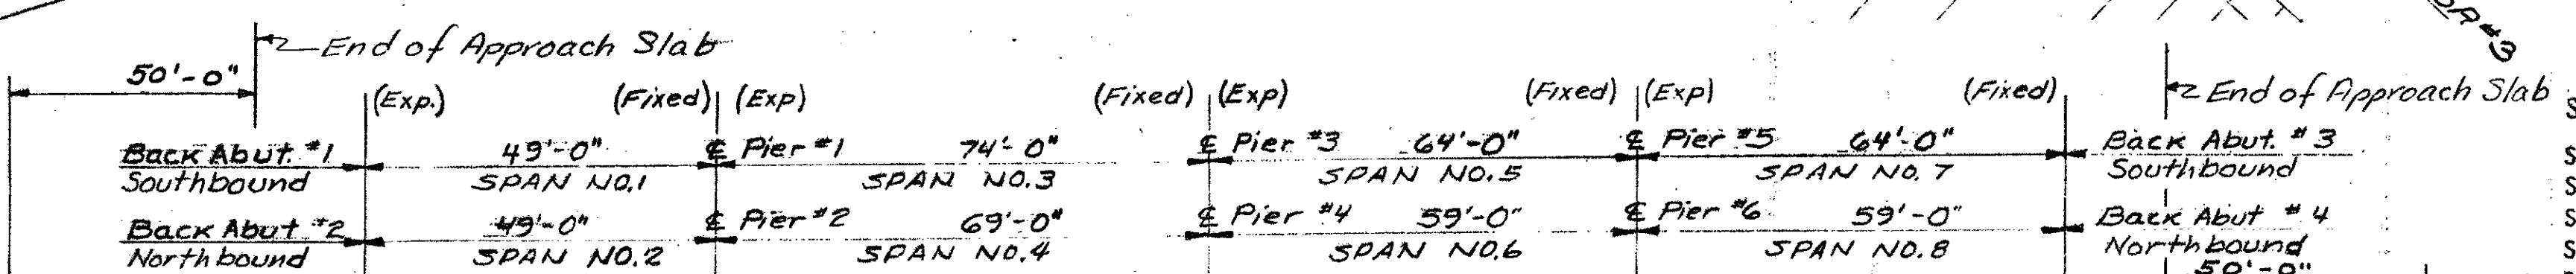 End of Approach Slab
50'-0"
(Exp.) (Fixed) (Exp) (Fixed) (Exp) (Fixed) (Exp) (Fixed) End of Approach Slab
Back Abut. #1 49'-0" ℄ Pier #1 74'-0" ℄ Pier #3 64'-0" ℄ Pier #5 64'-0" Back Abut. #3
Southbound SPAN NO.1 SPAN NO.3 SPAN NO.5 SPAN NO.7 Southbound
Back Abut #2 49'-0" ℄ Pier #2 69'-0" ℄ Pier #4 59'-0" ℄ Pier #6 59'-0" Back Abut #4
Northbound SPAN NO.2 SPAN NO.4 SPAN NO.6 SPAN NO.8 Northbound
50'-0"